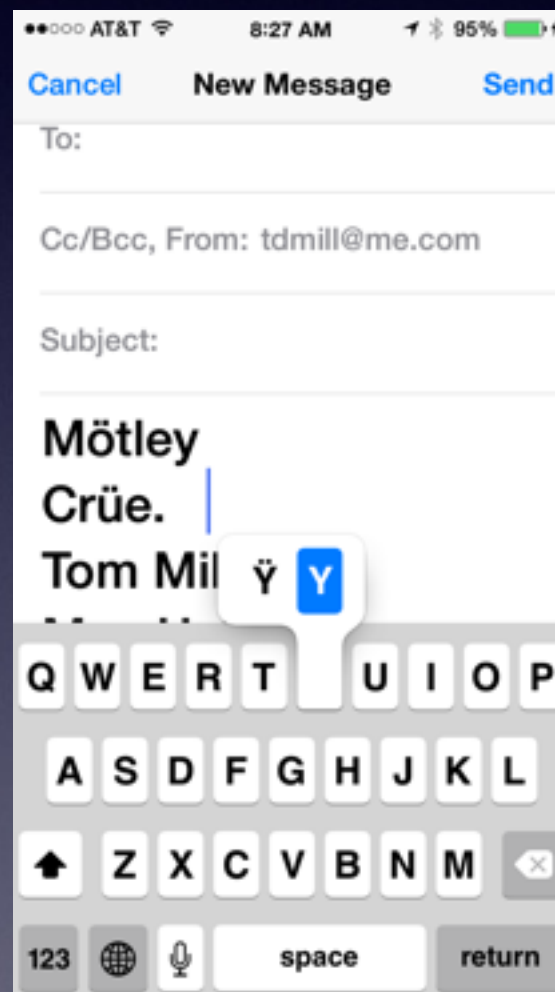 AT&T 8:27 AM 95%
Cancel New Message Send
To:
Cc/Bcc, From: tdmill@me.com
Subject:
Mötley
Crüe.
Tom
Ÿ Y
Q W E R T U I O P
A S D F G H J K L
Z X C V B N M
123 space return